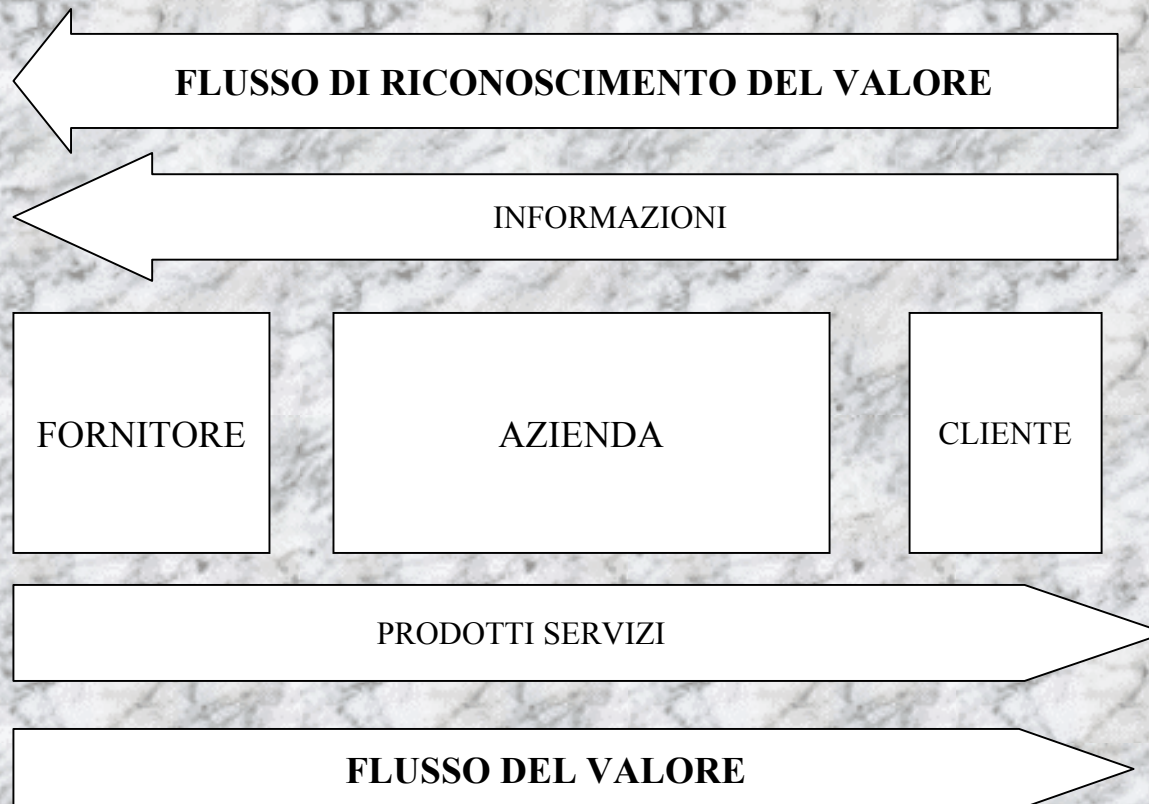 FLUSSO DI RICONOSCIMENTO DEL VALORE
INFORMAZIONI
FORNITORE
AZIENDA
CLIENTE
PRODOTTI SERVIZI
FLUSSO DEL VALORE